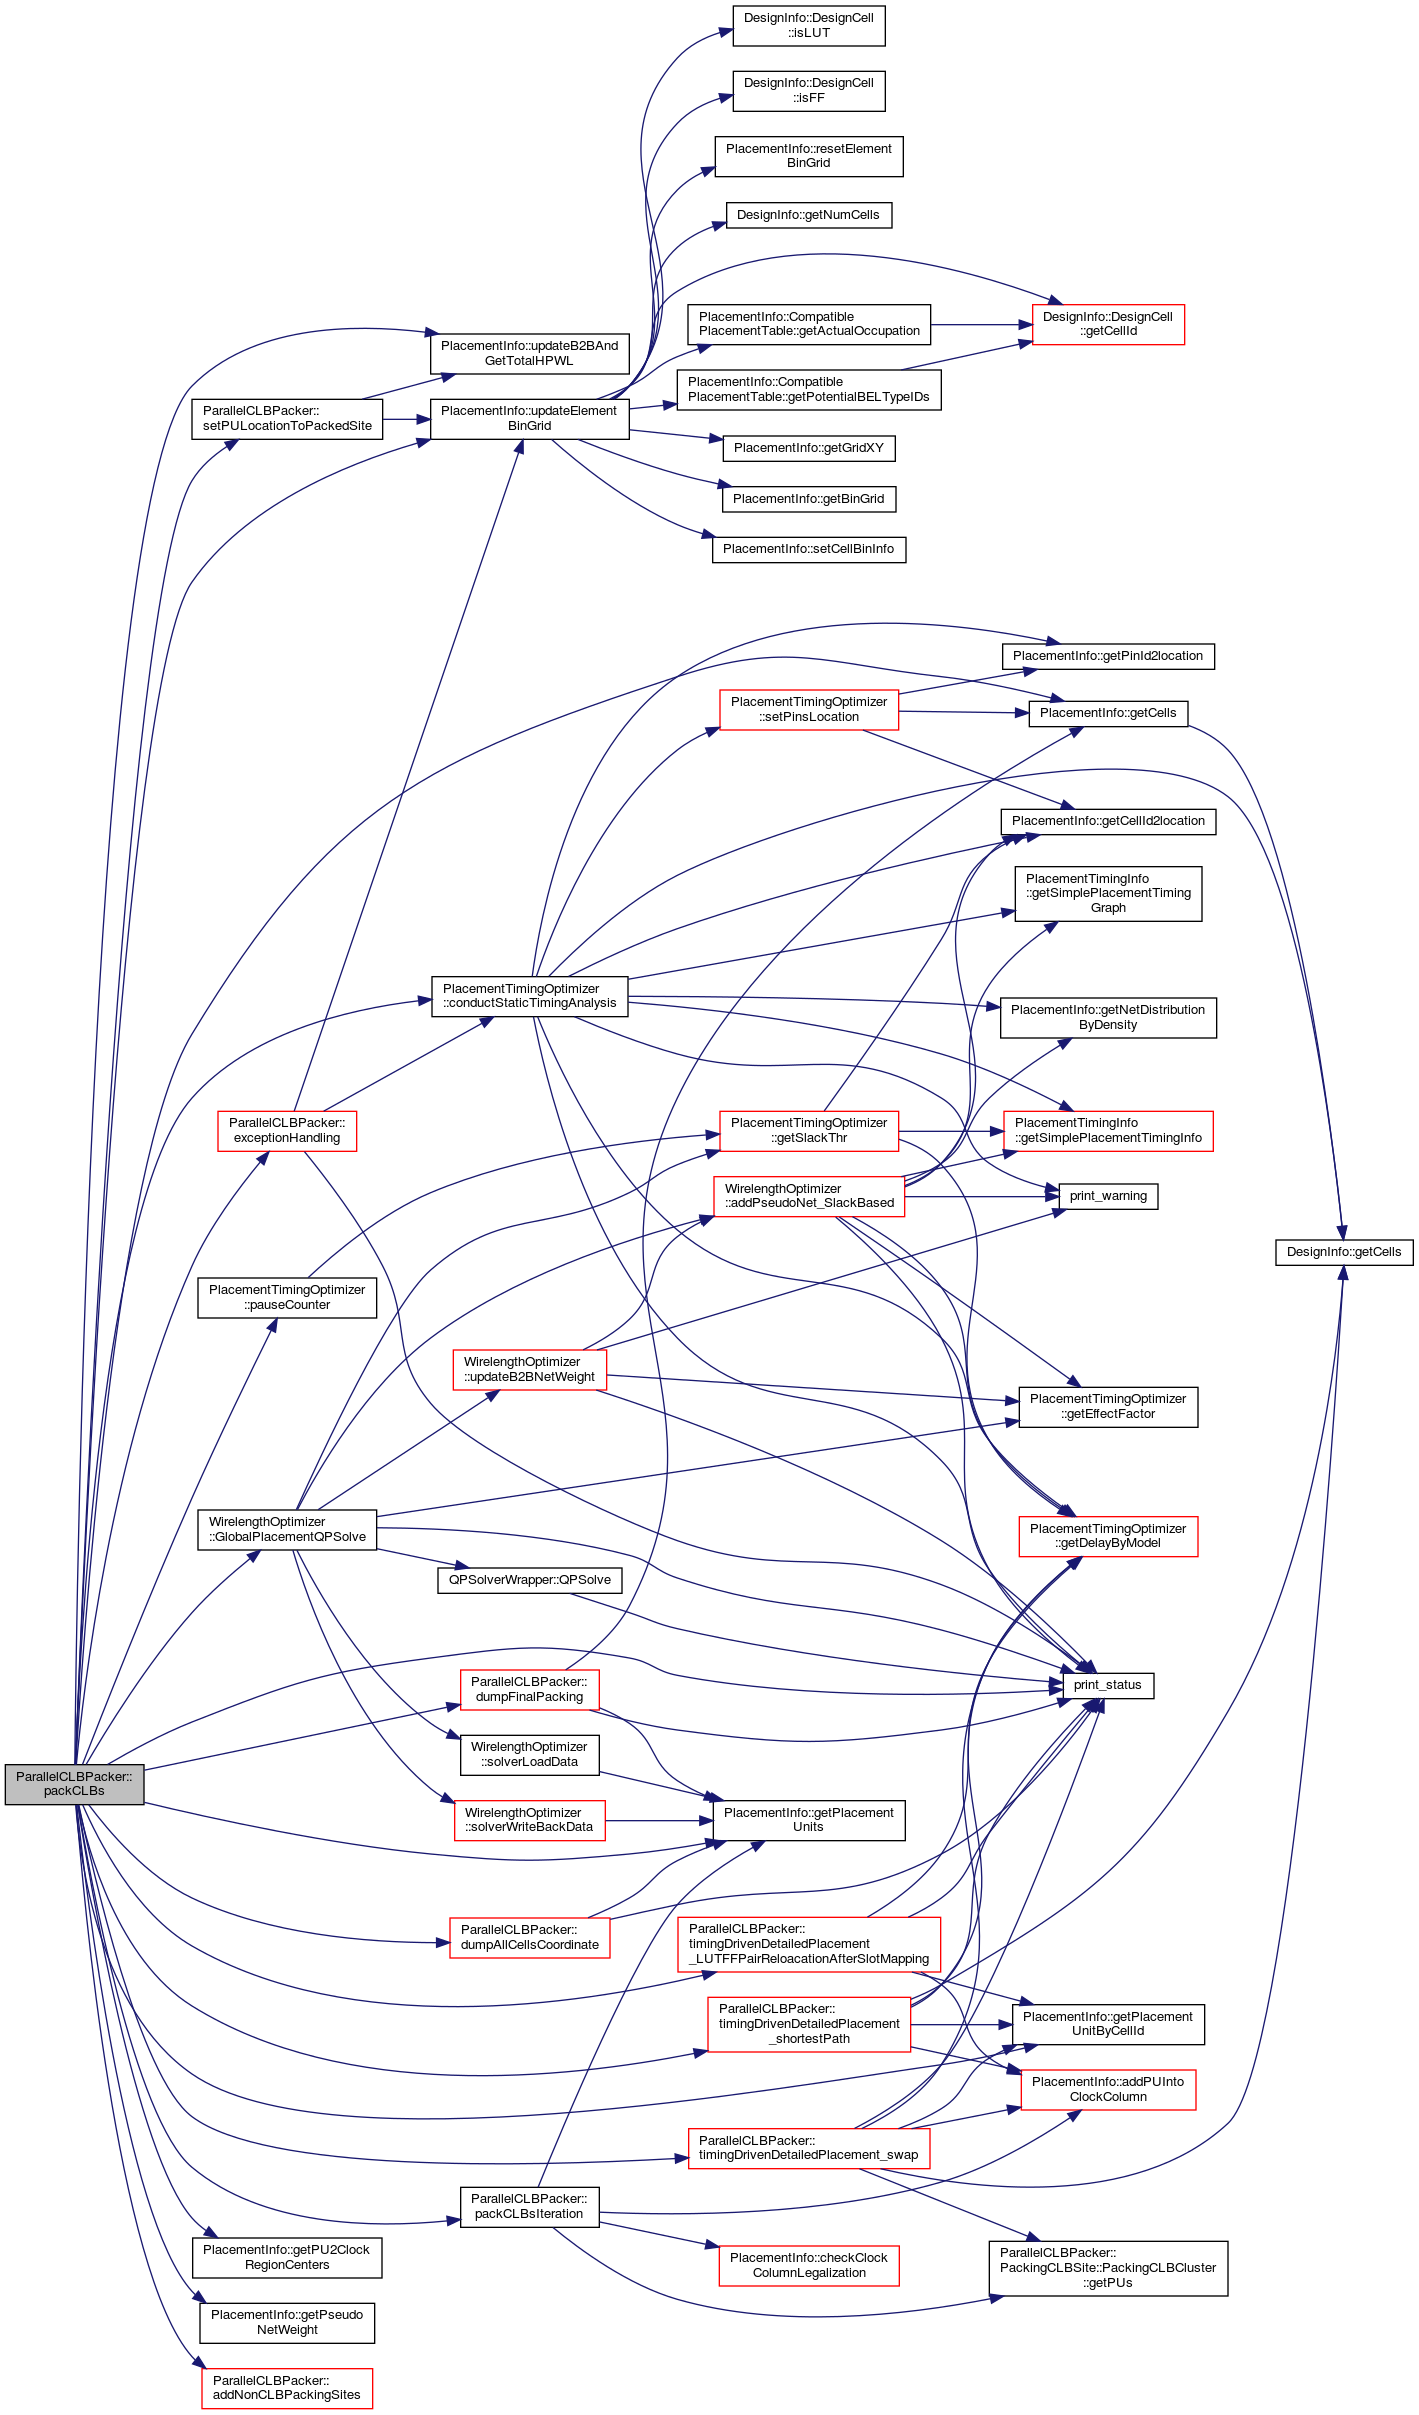 DesignInfo::DesignCell
::isLUT
DesignInfo::DesignCell
::isFF
PlacementInfo::resetElement
BinGrid
DesignInfo::getNumCells
PlacementInfo::Compatible
PlacementTable::getActualOccupation
DesignInfo::DesignCell
::getCellId
PlacementInfo::updateB2BAnd
GetTotalHPWL
PlacementInfo::Compatible
PlacementTable::getPotentialBELTypeIDs
ParallelCLBPacker::
setPULocationToPackedSite
PlacementInfo::updateElement
BinGrid
PlacementInfo::getGridXY
PlacementInfo::getBinGrid
PlacementInfo::setCellBinInfo
PlacementInfo::getPinId2location
PlacementTimingOptimizer
::setPinsLocation
PlacementInfo::getCells
PlacementInfo::getCellId2location
PlacementTimingInfo
::getSimplePlacementTiming
Graph
PlacementTimingOptimizer
::conductStaticTimingAnalysis
PlacementInfo::getNetDistribution
ByDensity
ParallelCLBPacker::
exceptionHandling
PlacementTimingOptimizer
::getSlackThr
PlacementTimingInfo
::getSimplePlacementTimingInfo
WirelengthOptimizer
::addPseudoNet_SlackBased
print_warning
DesignInfo::getCells
PlacementTimingOptimizer
::pauseCounter
WirelengthOptimizer
::updateB2BNetWeight
PlacementTimingOptimizer
::getEffectFactor
WirelengthOptimizer
::GlobalPlacementQPSolve
PlacementTimingOptimizer
::getDelayByModel
QPSolverWrapper::QPSolve
ParallelCLBPacker::
dumpFinalPacking
print_status
WirelengthOptimizer
::solverLoadData
ParallelCLBPacker::
packCLBs
WirelengthOptimizer
::solverWriteBackData
PlacementInfo::getPlacement
Units
ParallelCLBPacker::
dumpAllCellsCoordinate
ParallelCLBPacker::
timingDrivenDetailedPlacement
_LUTFFPairReloacationAfterSlotMapping
ParallelCLBPacker::
timingDrivenDetailedPlacement
_shortestPath
PlacementInfo::getPlacement
UnitByCellId
PlacementInfo::addPUInto
ClockColumn
ParallelCLBPacker::
timingDrivenDetailedPlacement_swap
ParallelCLBPacker::
packCLBsIteration
PlacementInfo::getPU2Clock
RegionCenters
PlacementInfo::checkClock
ColumnLegalization
ParallelCLBPacker::
PackingCLBSite::PackingCLBCluster
::getPUs
PlacementInfo::getPseudo
NetWeight
ParallelCLBPacker::
addNonCLBPackingSites